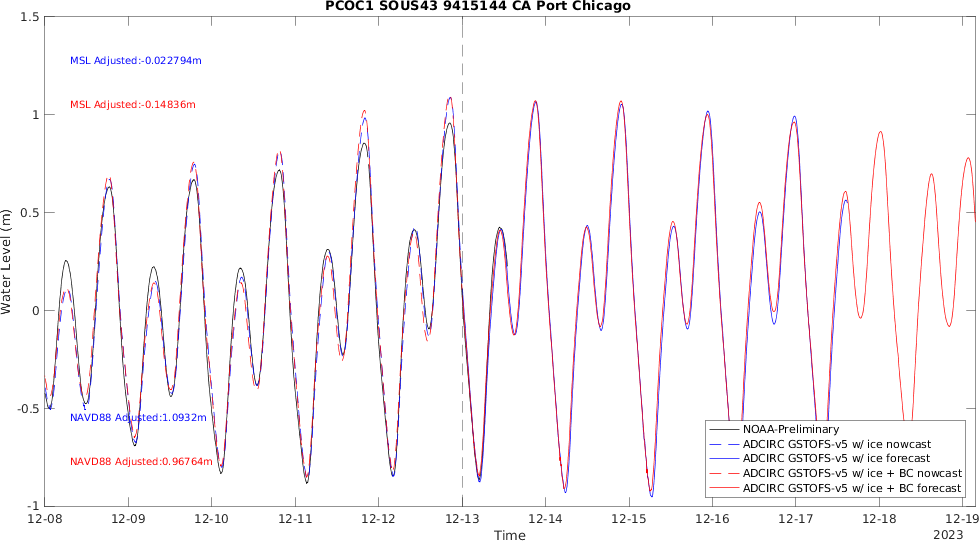 PCOC1 SOUS43 9415144 CA Port Chicago
MSL Adjusted:-0.022794m
MSL Adjusted:-0.14836m
NAVD88 Adjusted:1.0932m
NAVD88 Adjusted:0.96764m
Water Level (m)
1.5
1
0.5
0
-0.5
-1
NOAA-Preliminary
ADCIRC GSTOFS-v5 w/ ice nowcast
ADCIRC GSTOFS-v5 w/ ice forecast
ADCIRC GSTOFS-v5 w/ ice + BC nowcast
ADCIRC GSTOFS-v5 w/ ice + BC forecast
12-08 12-09 12-10 12-11 12-12 12-13 12-14 12-15 12-16 12-17 12-18 12-19
Time
2023